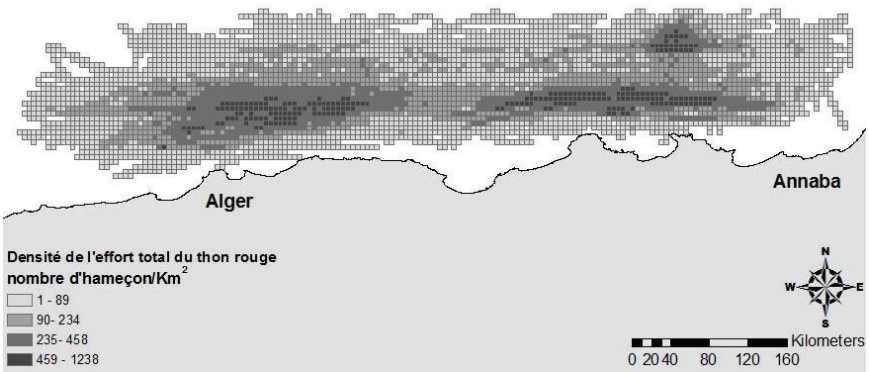 Alger
Annaba
Densité de l'effort total du thon rouge
nombre d'hameçon/Km²
1 - 89
90- 234
235- 458
459 - 1238
N
W E
S
Kilometers
0 20 40 80 120 160